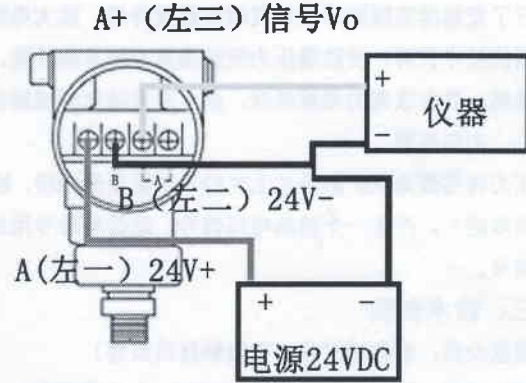 A+（左三）信号Vo
+
仪器
-
B
A
B-（左二）24V-
A(左一）24V+
+ -
电源24VDC